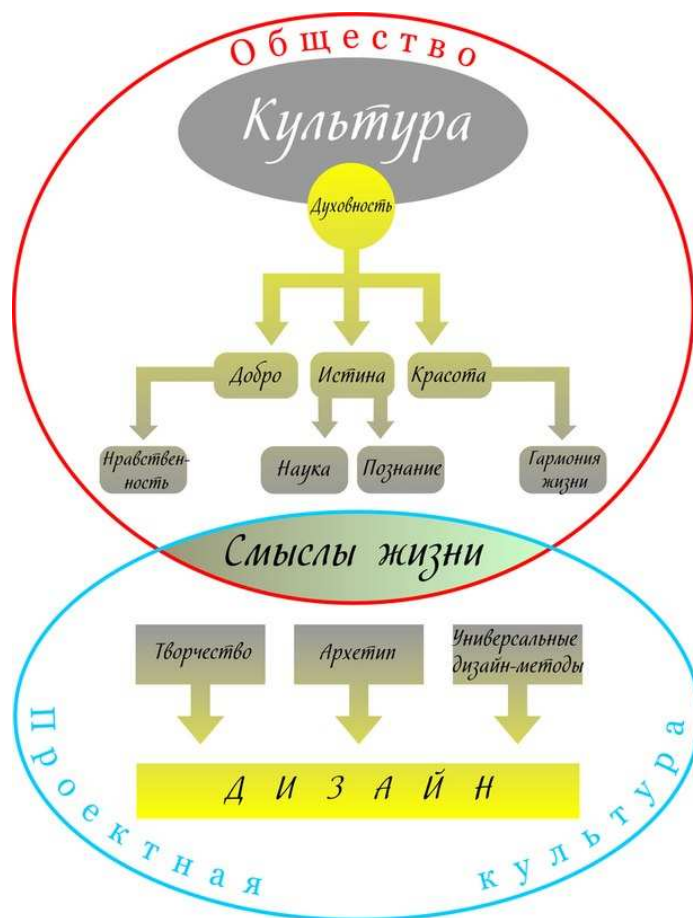 Общество
Культура
Духовность
Добро
Истина
Красота
Нравствен-
ность
Наука
Познание
Гармония
жизни
Смыслы жизни
Творчество
Архетип
Универсальные
дизайн-методы
ДИЗАЙН
Проектная культура